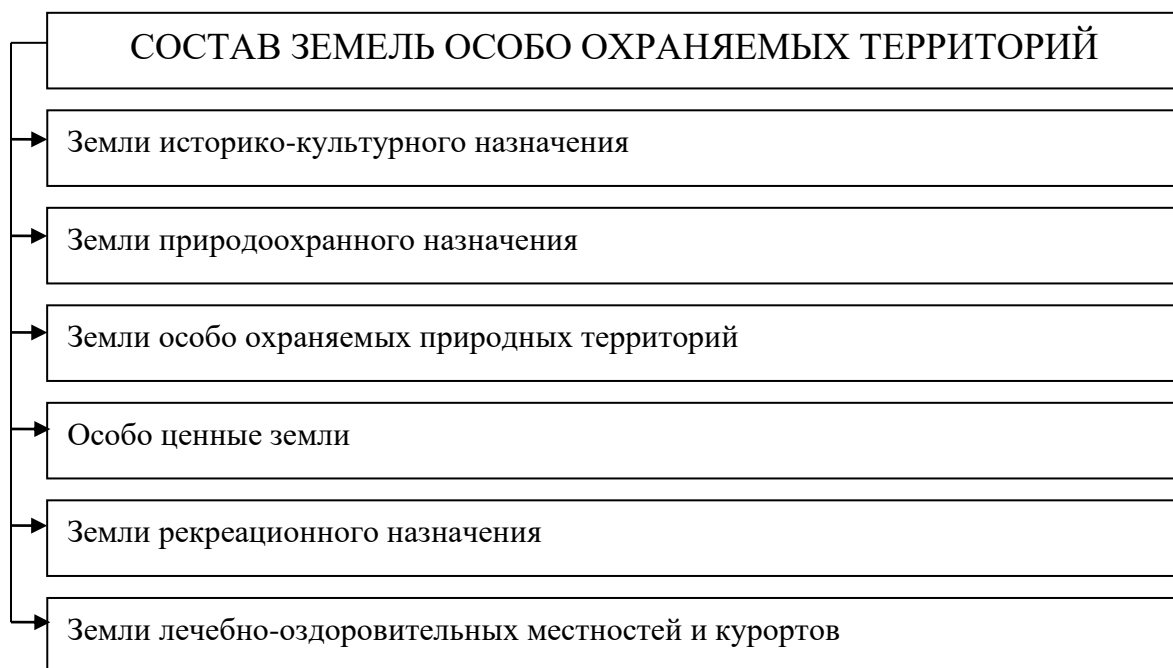 СОСТАВ ЗЕМЕЛЬ ОСОБО ОХРАНЯЕМЫХ ТЕРРИТОРИЙ
Земли историко-культурного назначения
Земли природоохранного назначения
Земли особо охраняемых природных территорий
Особо ценные земли
Земли рекреационного назначения
Земли лечебно-оздоровительных местностей и курортов